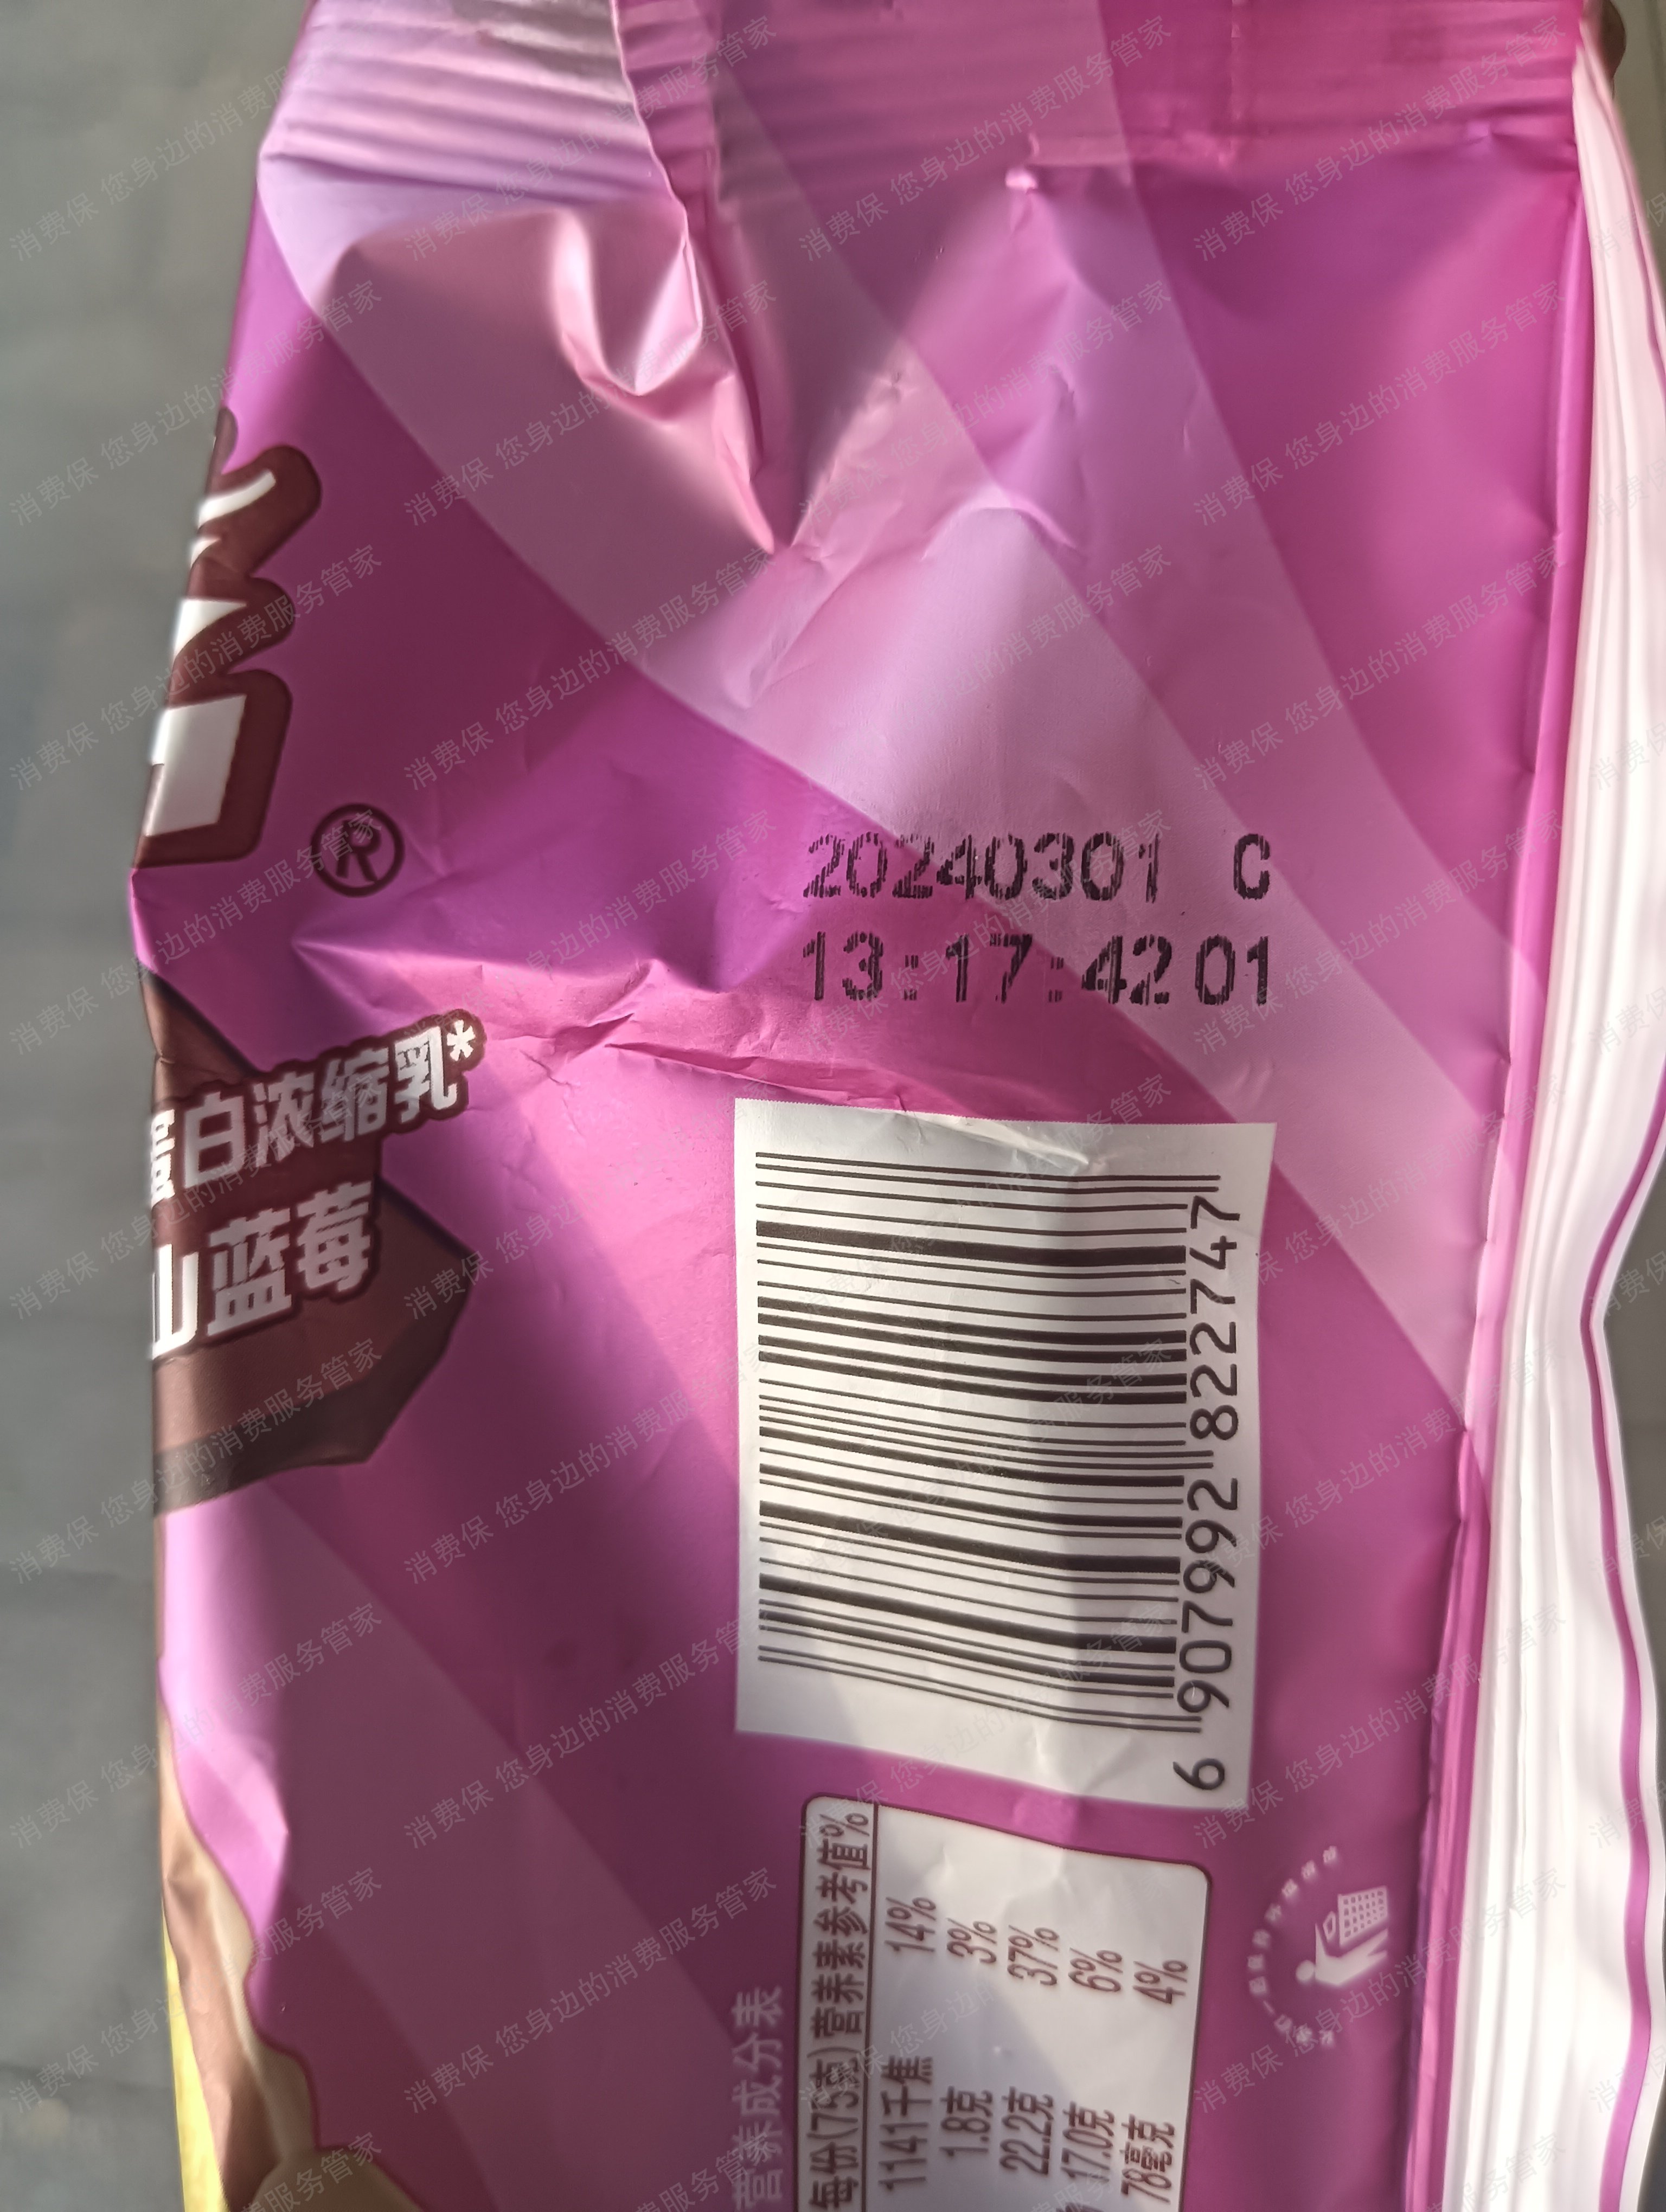 ®
20240301 C
13:17:42 01
白浓缩乳*
山蓝莓
6 907992 822747
营养成分表
每份(75克) 营养素参考值%
1141千焦 14%
1.8克 3%
22.2克 37%
17.0克 6%
78毫克 4%
消费保 您身边的消费服务管家